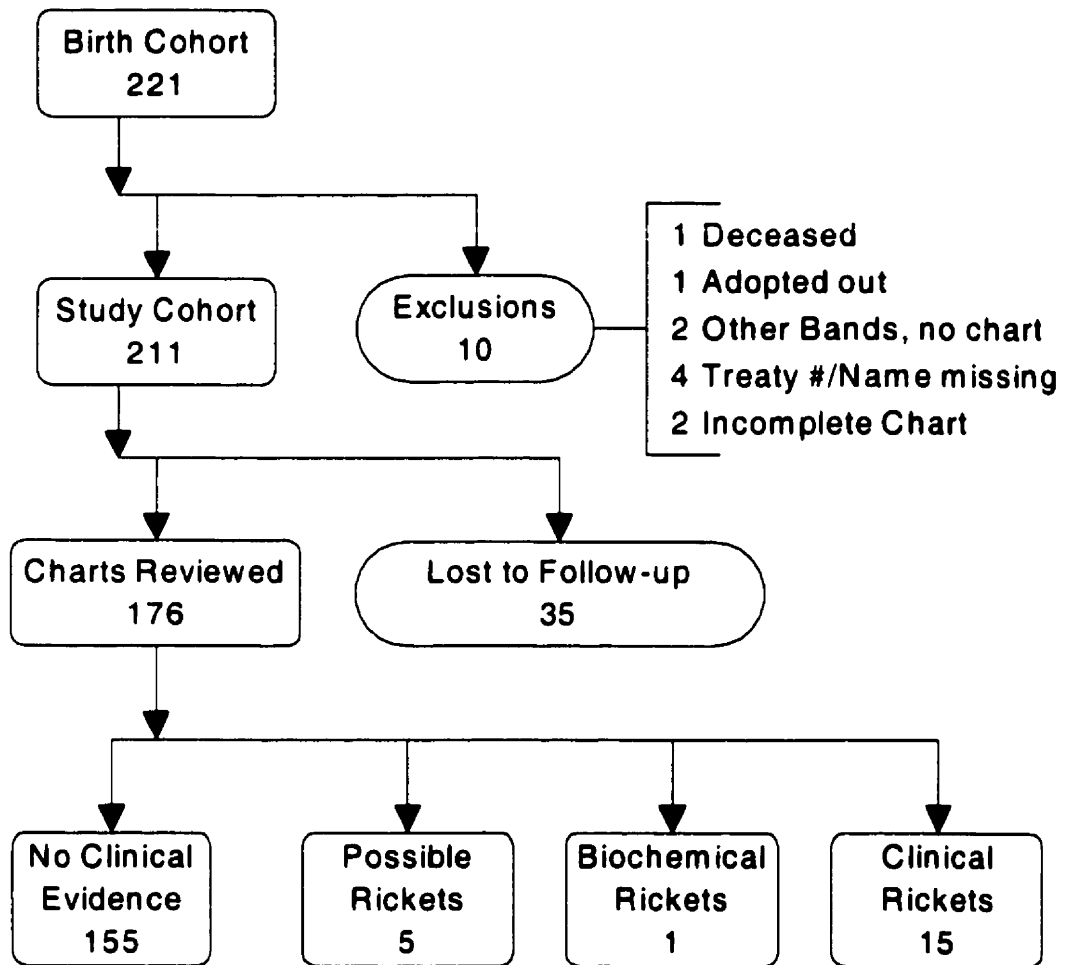 Birth Cohort
221
Study Cohort
211
Exclusions
10
1 Deceased
1 Adopted out
2 Other Bands, no chart
4 Treaty #/Name missing
2 Incomplete Chart
Charts Reviewed
176
Lost to Follow-up
35
No Clinical
Evidence
155
Possible
Rickets
5
Biochemical
Rickets
1
Clinical
Rickets
15